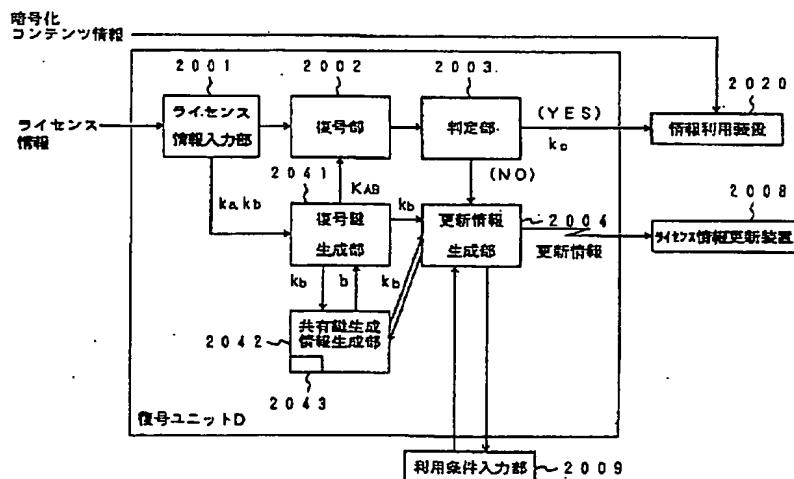 暗号化
コンテンツ情報
2001
2002
2003
2020
ライセンス
情報
ライセンス
情報入力部
復号部
判定部
(YES)
kc
情報利用装置
2041
KAB
(NO)
2008
ka,kb
復号鍵
生成部
kb
更新情報
生成部
2004
更新情報
ライセンス情報更新装置
kb
b
kb
共有鍵生成
情報生成部
2042
2043
復号ユニットD
利用条件入力部
2009